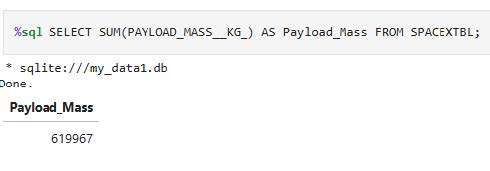 %sql SELECT SUM(PAYLOAD_MASS__KG_) AS Payload_Mass FROM SPACEXTBL;
* sqlite:///my_data1.db
Done.
Payload_Mass
619967